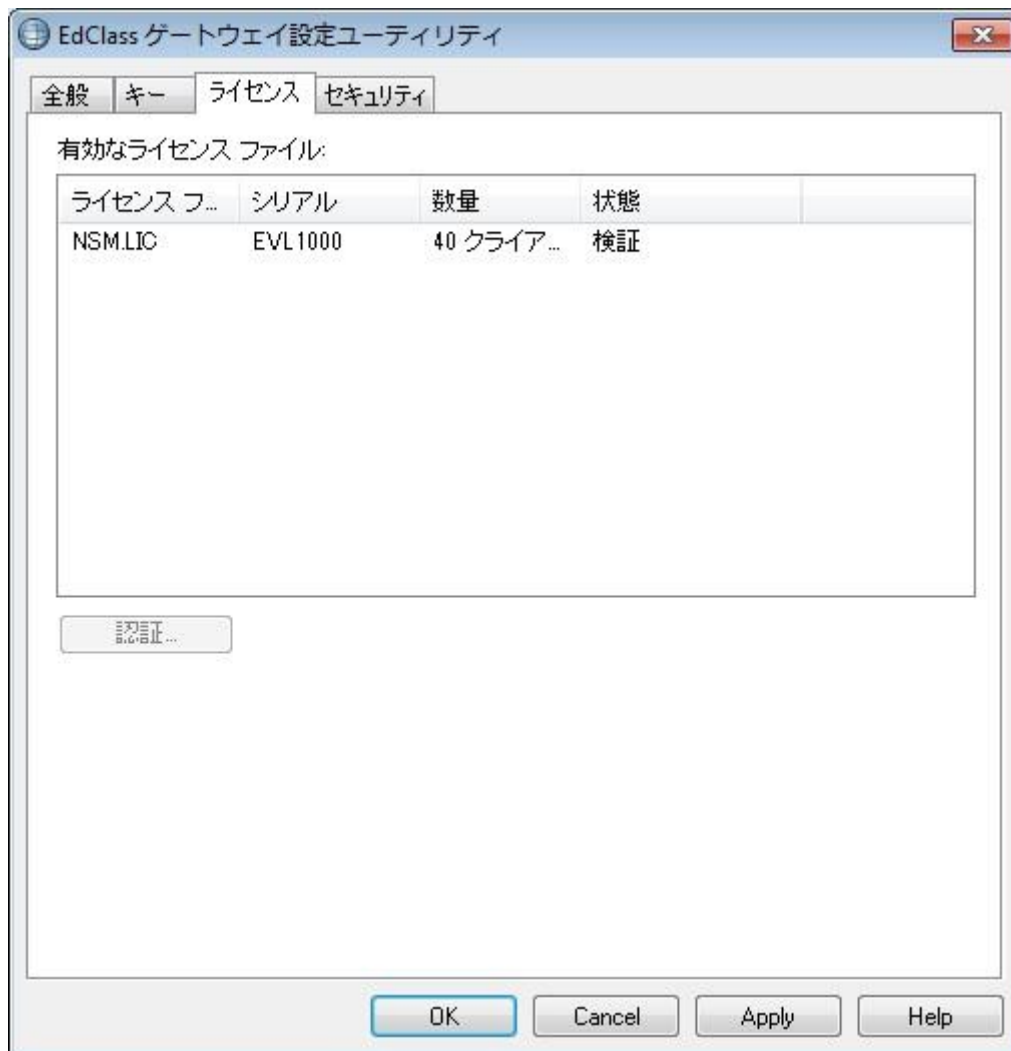 EdClass ゲートウェイ設定ユーティリティ
全般 キー ライセンス セキュリティ
有効なライセンス ファイル:
ライセンス フ... シリアル 数量 状態
NSM.LIC EVL1000 40 クライア... 検証
認証...
OK Cancel Apply Help